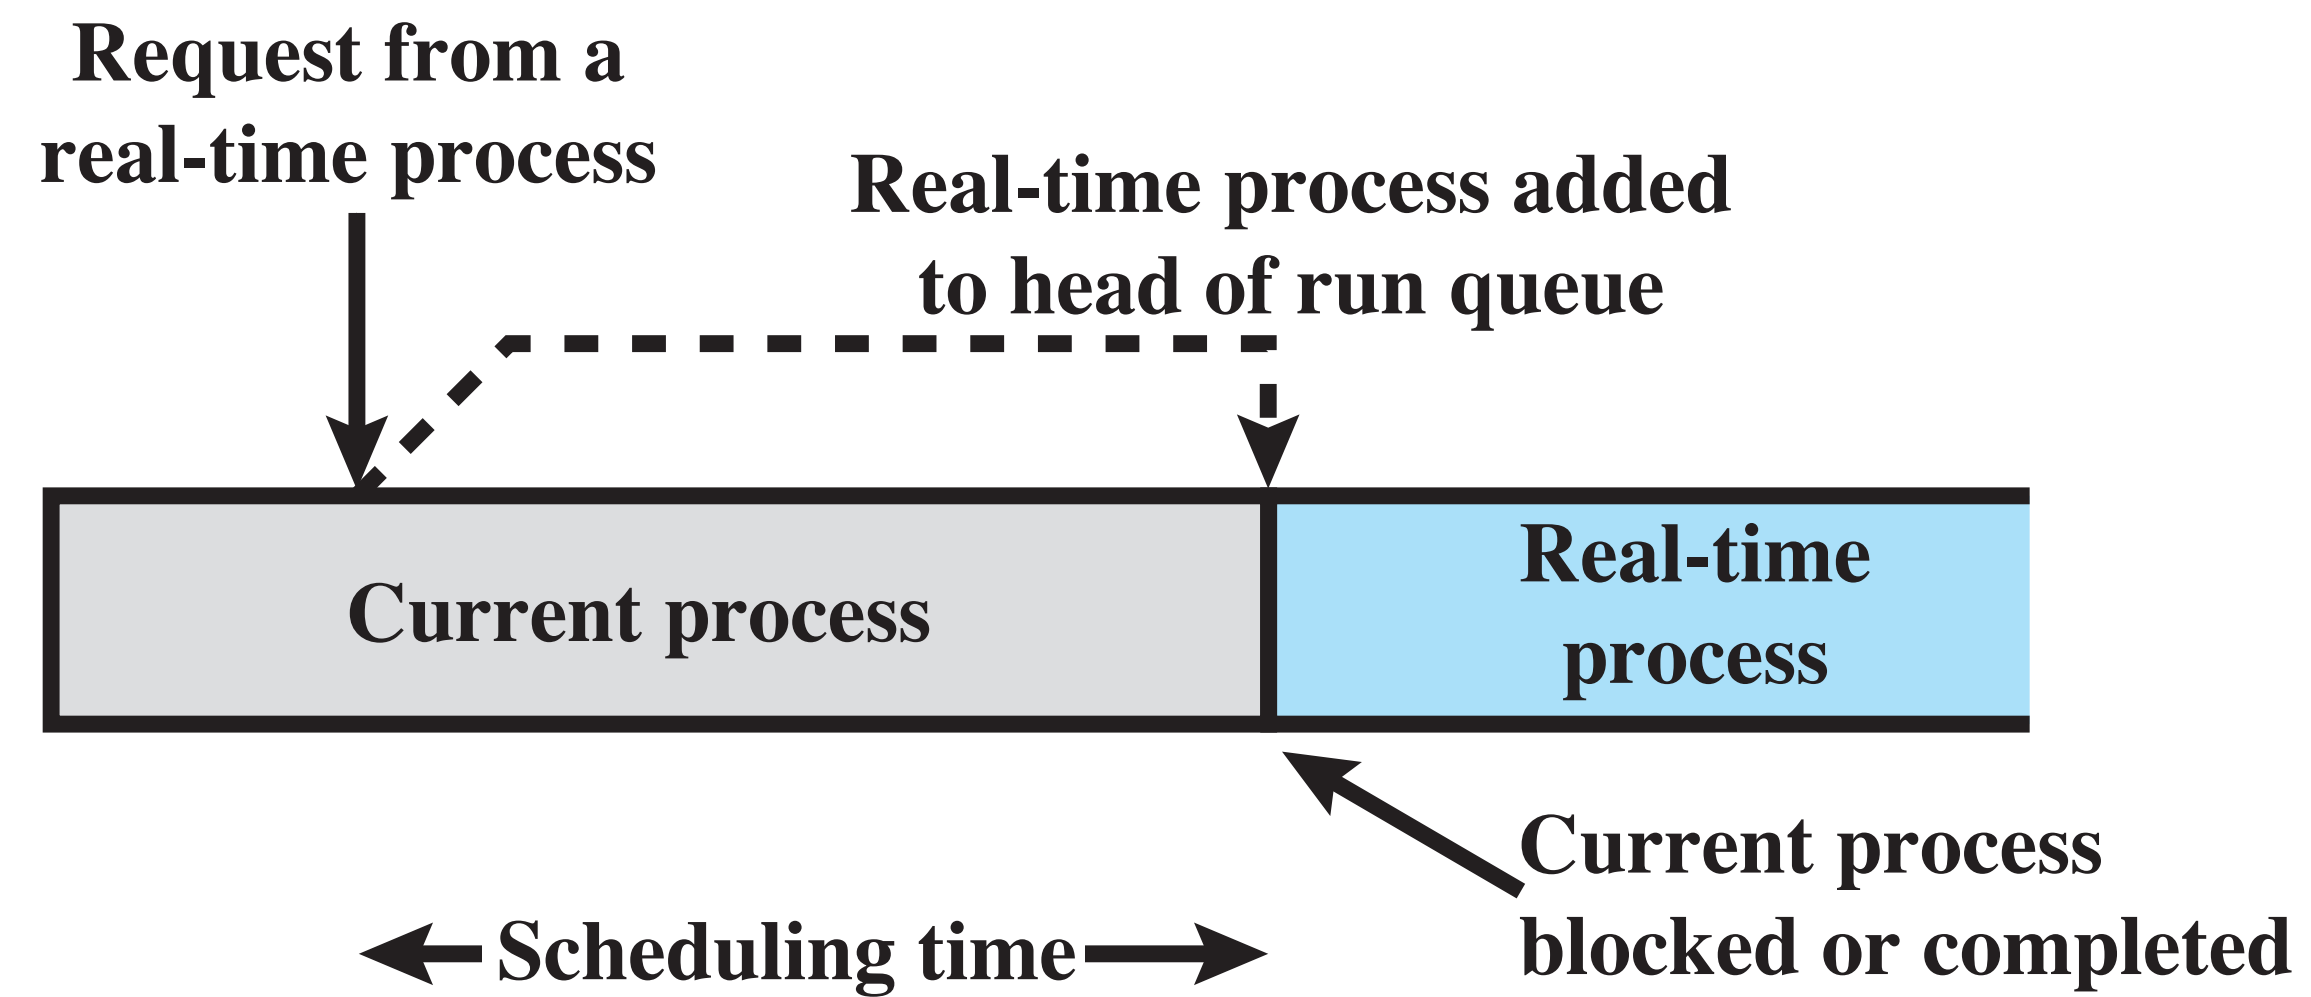 Request from a
real-time process
Real-time process added
to head of run queue
Current process
Real-time
process
Current process
blocked or completed
Scheduling time